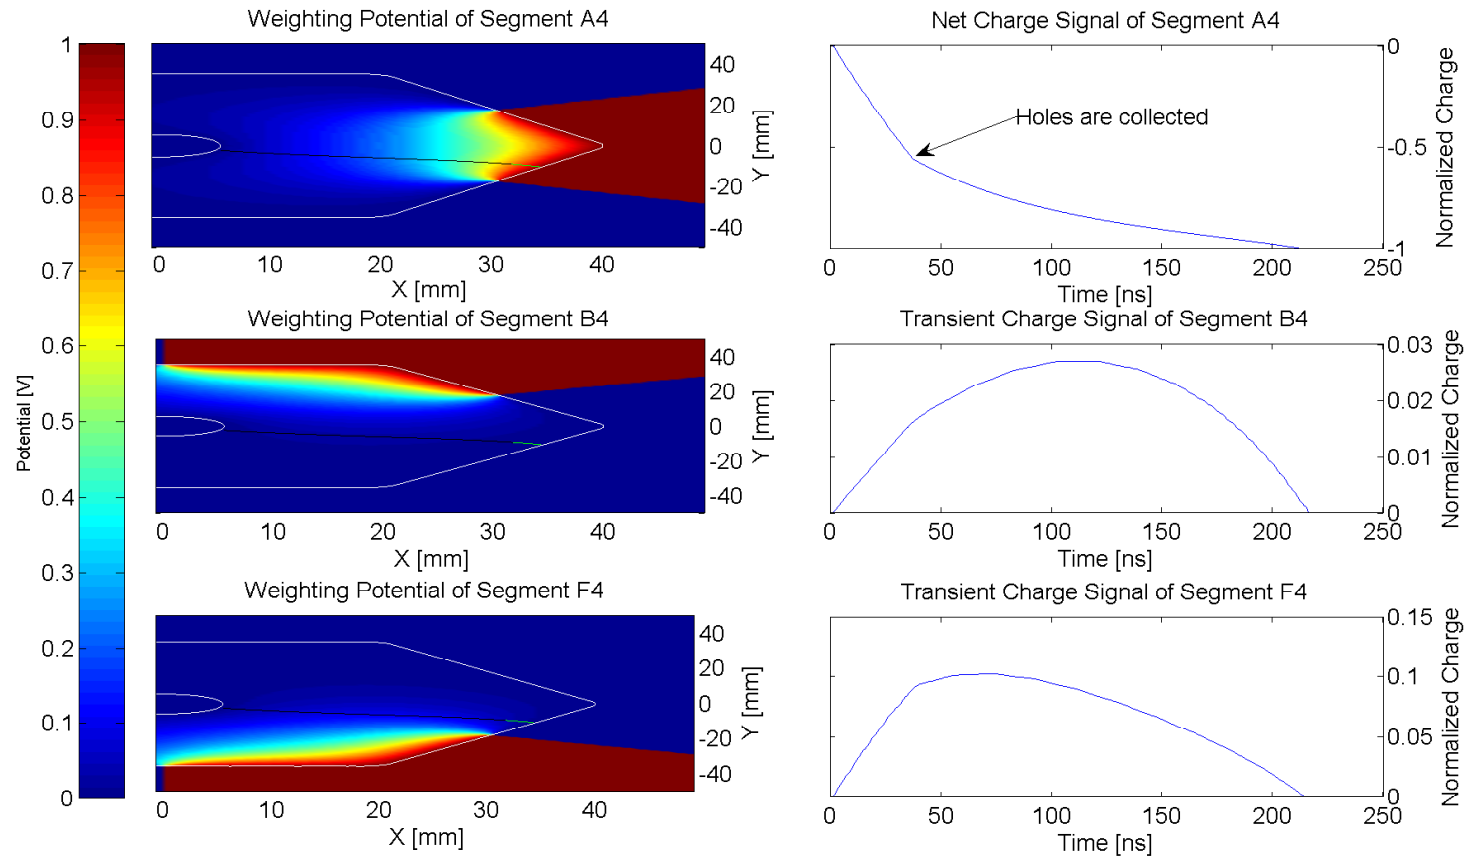 Weighting Potential of Segment A4
1
0.9
0.8
0.7
0.6
0.5
0.4
0.3
0.2
0.1
0
Potential [V]
40
20
0
-20
-40
Y [mm]
0 10 20 30 40
X [mm]
Net Charge Signal of Segment A4
Holes are collected
0
-0.5
-1
Normalized Charge
0 50 100 150 200 250
Time [ns]
Weighting Potential of Segment B4
40
20
0
-20
-40
Y [mm]
0 10 20 30 40
X [mm]
Transient Charge Signal of Segment B4
0.03
0.02
0.01
0
Normalized Charge
0 50 100 150 200 250
Time [ns]
Weighting Potential of Segment F4
40
20
0
-20
-40
Y [mm]
0 10 20 30 40
X [mm]
Transient Charge Signal of Segment F4
0.15
0.1
0.05
0
Normalized Charge
0 50 100 150 200 250
Time [ns]